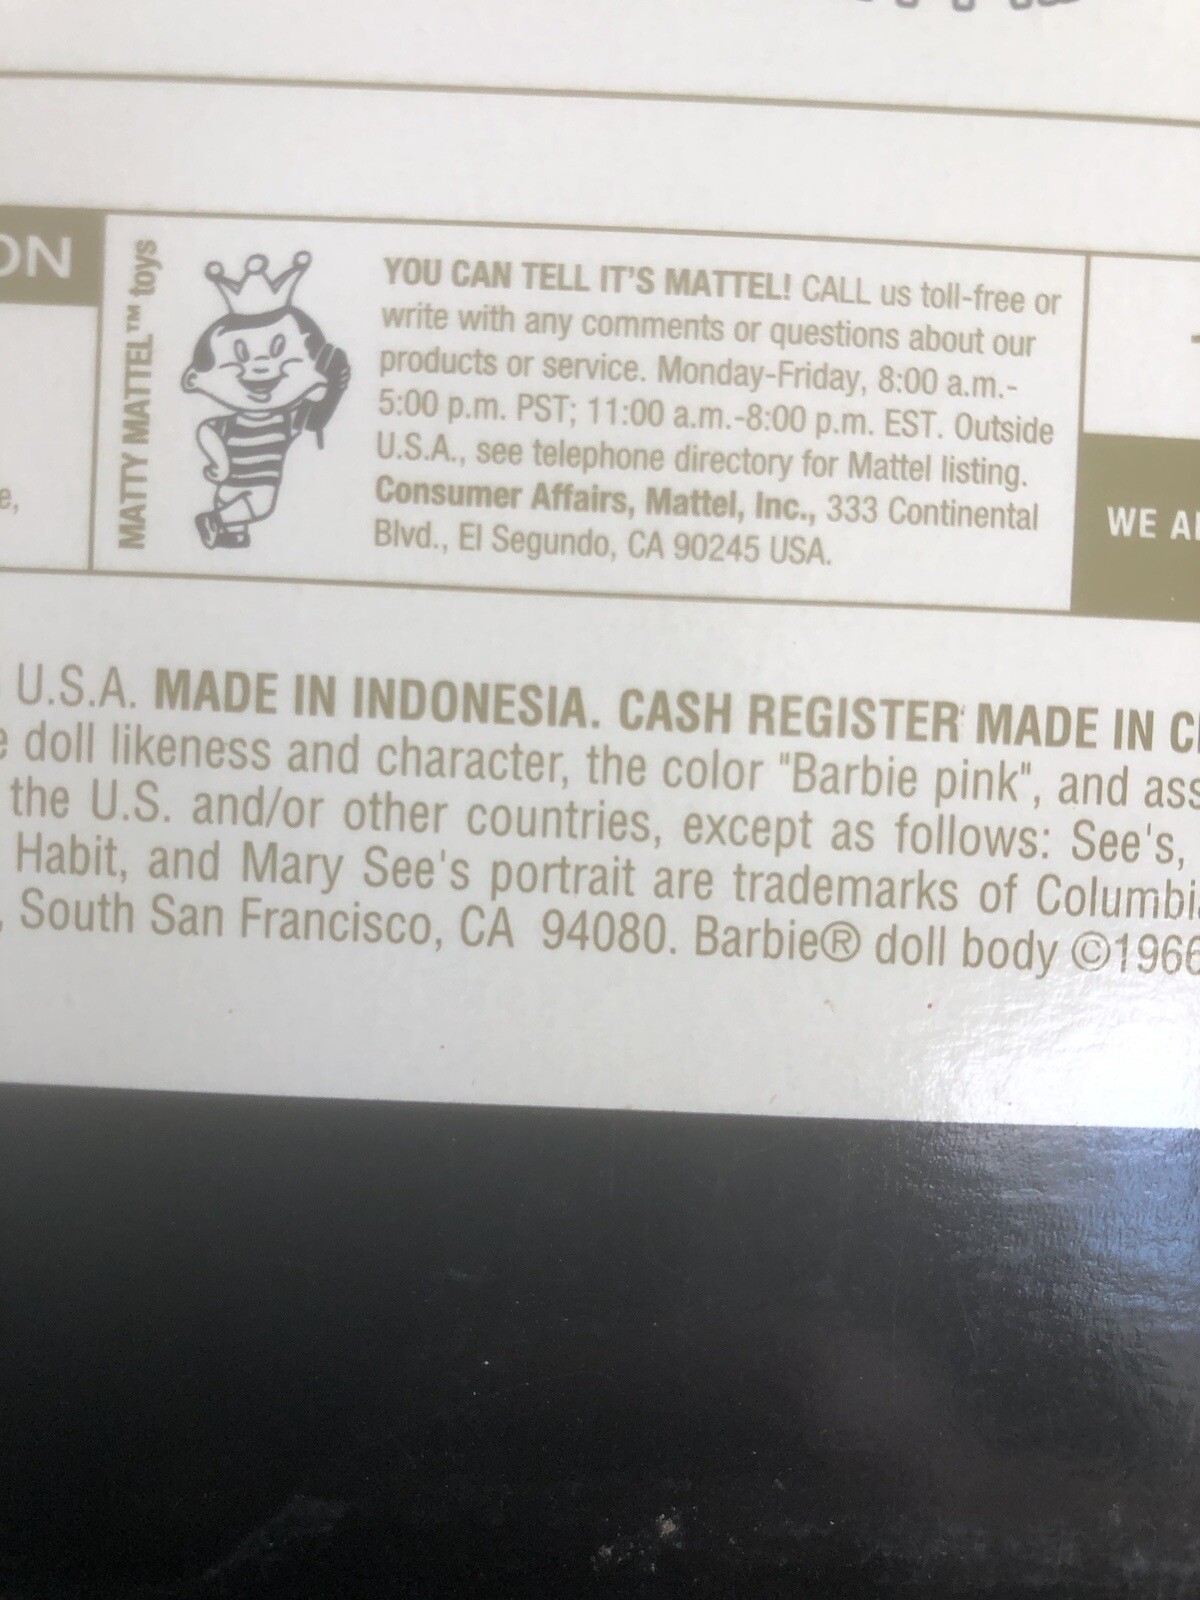 ON
MATTY MATTEL™ toys
YOU CAN TELL IT'S MATTEL! CALL us toll-free or
write with any comments or questions about our
products or service. Monday-Friday, 8:00 a.m.-
5:00 p.m. PST; 11:00 a.m.-8:00 p.m. EST. Outside
U.S.A., see telephone directory for Mattel listing.
Consumer Affairs, Mattel, Inc., 333 Continental
Blvd., El Segundo, CA 90245 USA.
e,
WE A
U.S.A. MADE IN INDONESIA. CASH REGISTER MADE IN C
e doll likeness and character, the color "Barbie pink", and ass
the U.S. and/or other countries, except as follows: See's,
Habit, and Mary See's portrait are trademarks of Columbi
, South San Francisco, CA 94080. Barbie® doll body ©1966